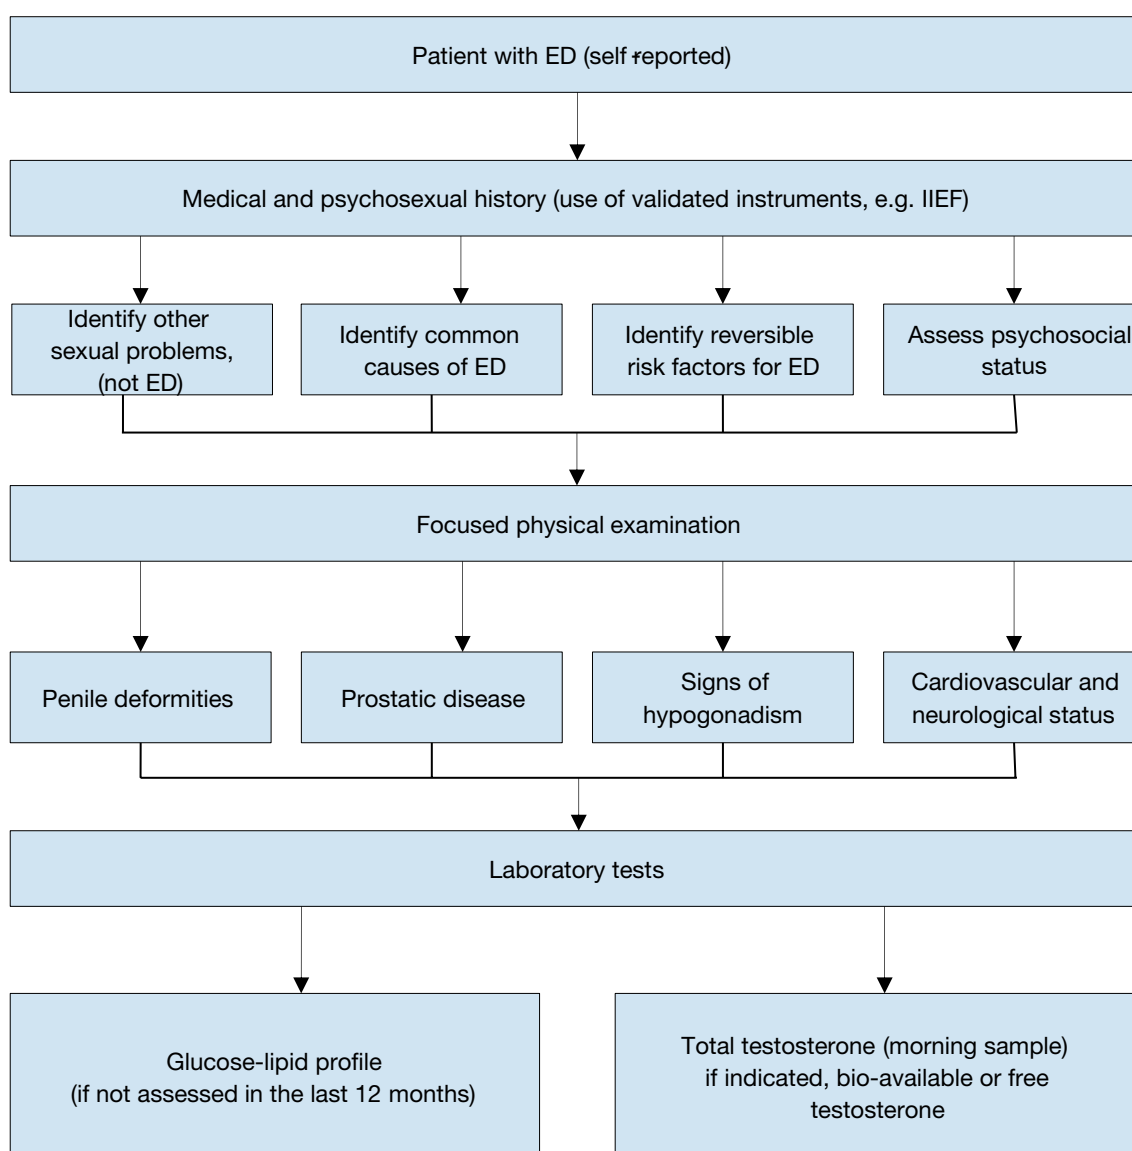 Patient with ED (self-reported)
Medical and psychosexual history (use of validated instruments, e.g. IIEF)
Identify other
sexual problems,
(not ED)
Identify common
causes of ED
Identify reversible
risk factors for ED
Assess psychosocial
status
Focused physical examination
Penile deformities
Prostatic disease
Signs of
hypogonadism
Cardiovascular and
neurological status
Laboratory tests
Glucose-lipid profile
(if not assessed in the last 12 months)
Total testosterone (morning sample)
if indicated, bio-available or free
testosterone